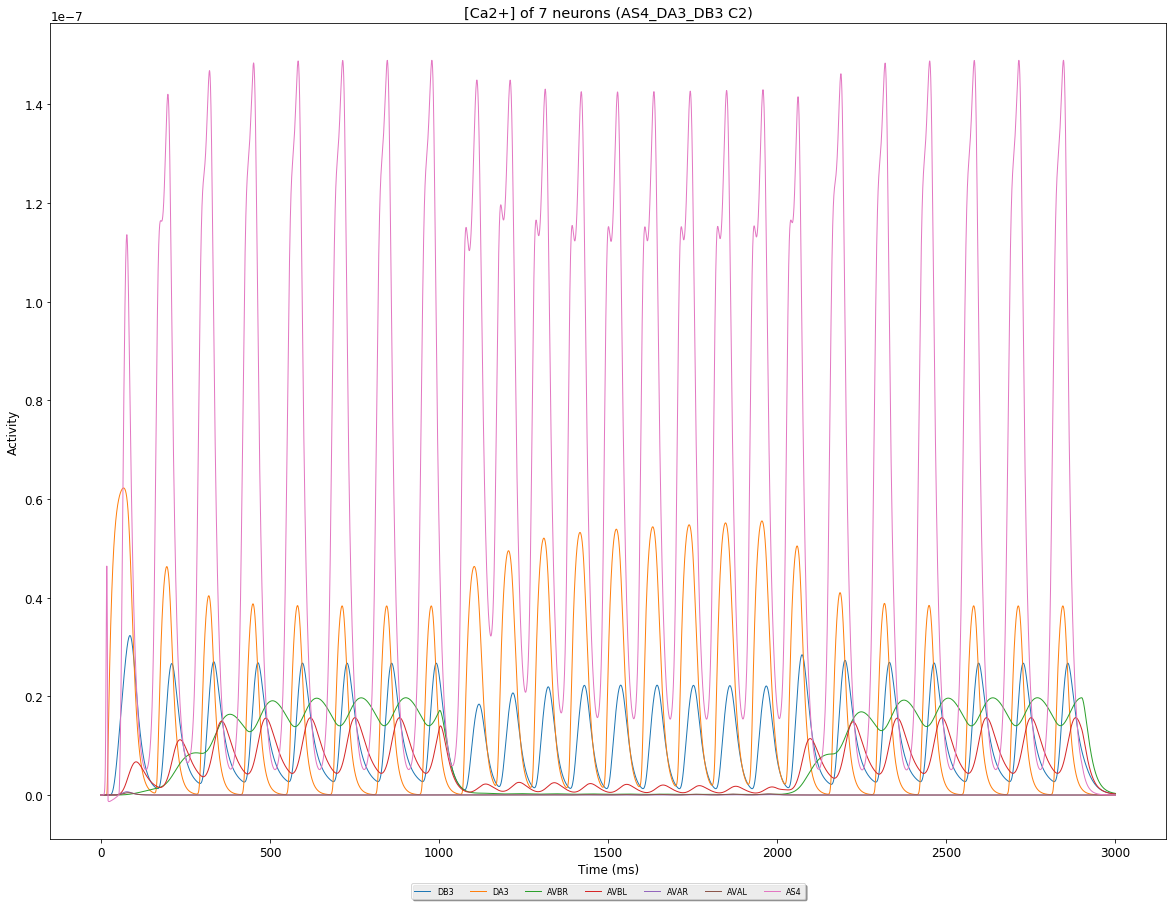 [Ca2+] of 7 neurons (AS4_DA3_DB3 C2)
1e−7
1.4
1.2
1.0
0.8
0.6
0.4
0.2
0.0
Activity
0 500 1000 1500 2000 2500 3000
Time (ms)
DB3 DA3 AVBR AVBL AVAR AVAL AS4